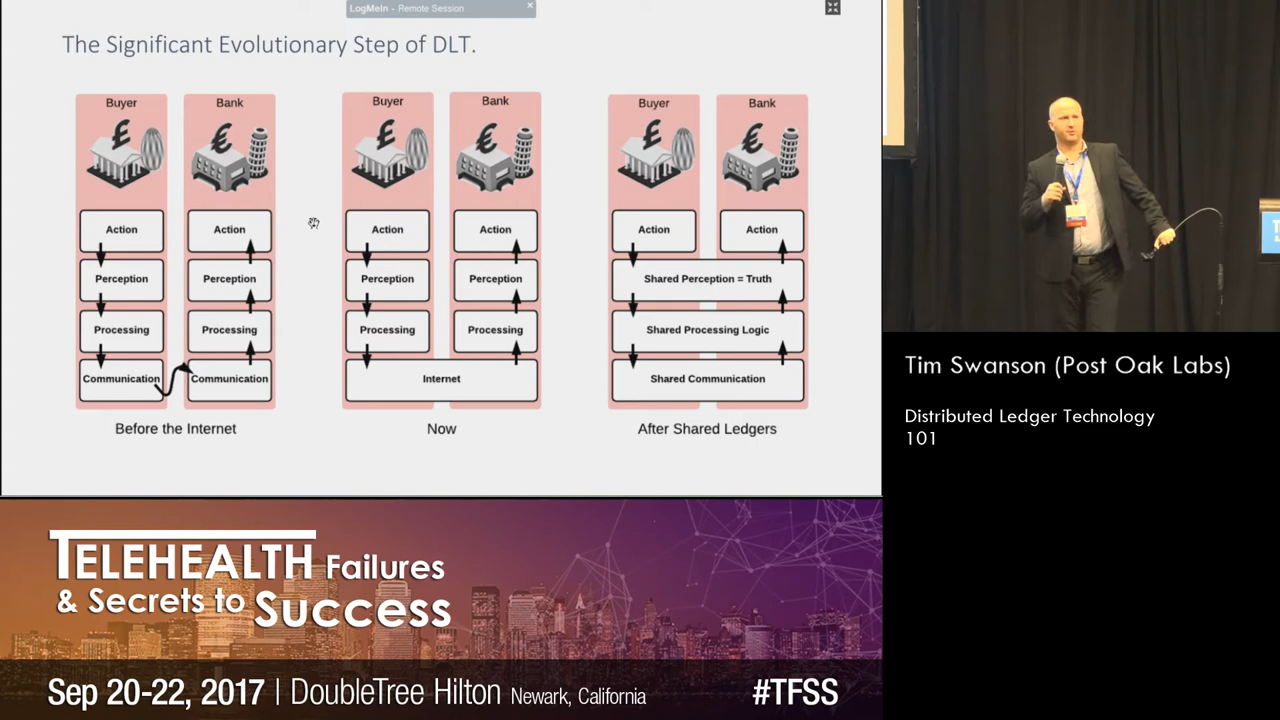 LogMeIn - Remote Session
The Significant Evolutionary Step of DLT.
Buyer
Bank
£
€
Action
Action
Perception
Perception
Processing
Processing
Communication
Communication
Before the Internet
Buyer
Bank
£
€
Action
Action
Perception
Perception
Processing
Processing
Internet
Now
Buyer
Bank
£
€
Action
Action
Shared Perception = Truth
Shared Processing Logic
Shared Communication
After Shared Ledgers
Tim Swanson (Post Oak Labs)
Distributed Ledger Technology
101
TELEHEALTH Failures
& Secrets to Success
Sep 20-22, 2017 | DoubleTree Hilton Newark, California
#TFSS